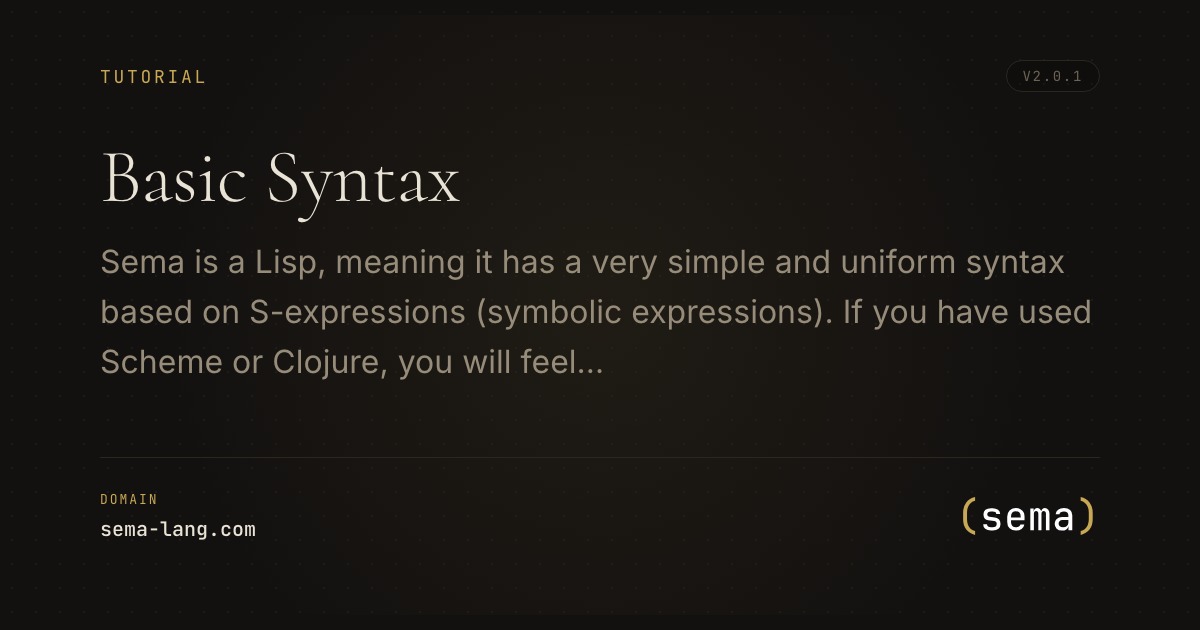 TUTORIAL
V2.0.1
Basic Syntax
Sema is a Lisp, meaning it has a very simple and uniform syntax
based on S-expressions (symbolic expressions). If you have used
Scheme or Clojure, you will feel...
DOMAIN
sema-lang.com
(sema)